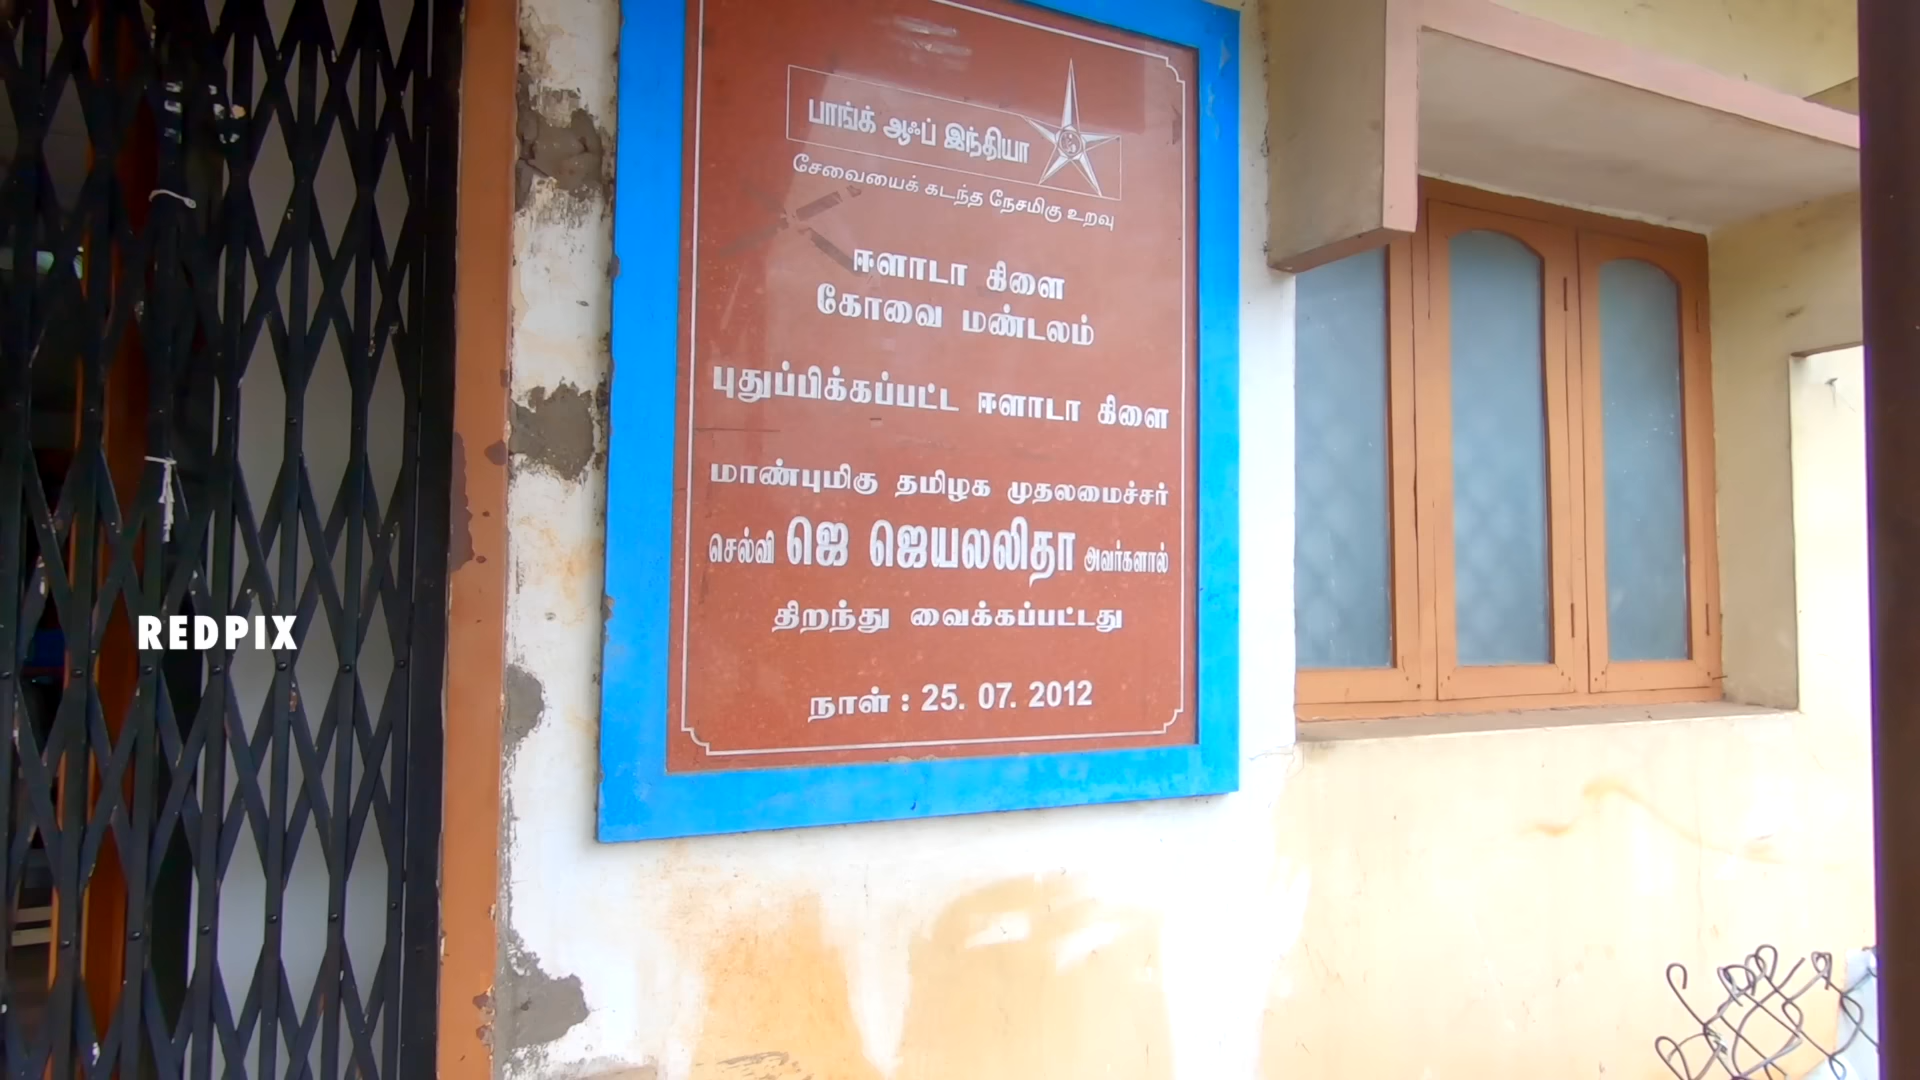 பாங்க் ஆஃப் இந்தியா
சேவையைக் கடந்த நேசமிகு உறவு
ஈளாடா கிளை
கோவை மண்டலம்
புதுப்பிக்கப்பட்ட ஈளாடா கிளை
மாண்புமிகு தமிழக முதலமைச்சர்
செல்வி ஜெ ஜெயலலிதா அவர்களால்
திறந்து வைக்கப்பட்டது
நாள் : 25. 07. 2012
REDPIX